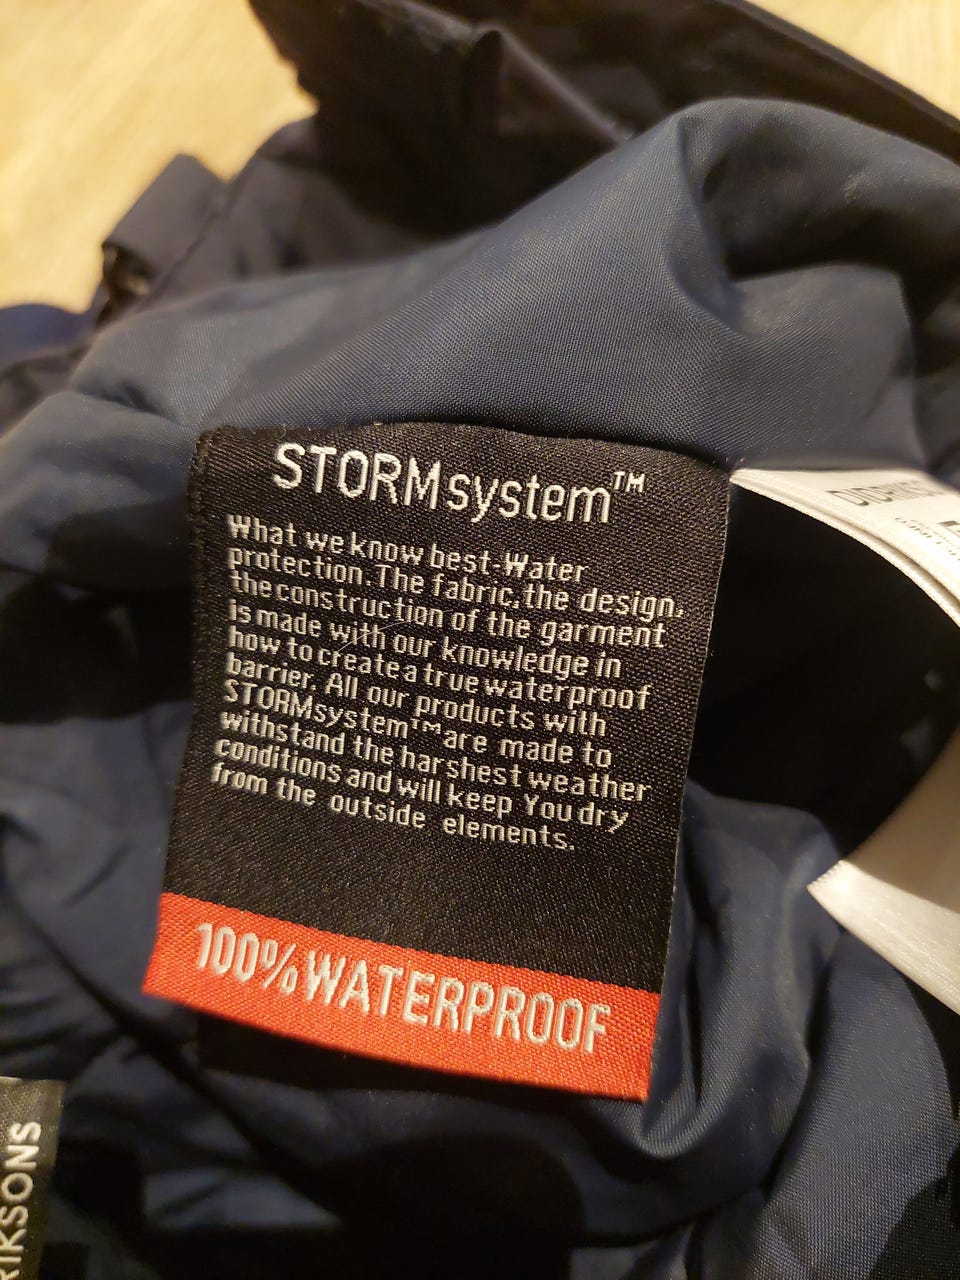 STORMsystem™
What we know best-Water
protection. The fabric, the design,
the construction of the garment
is made with our knowledge in
how to create a true waterproof
barrier. All our products with
STORMsystem™ are made to
withstand the harshest weather
conditions and will keep You dry
from the outside elements.
100% WATERPROOF
RIKSONS